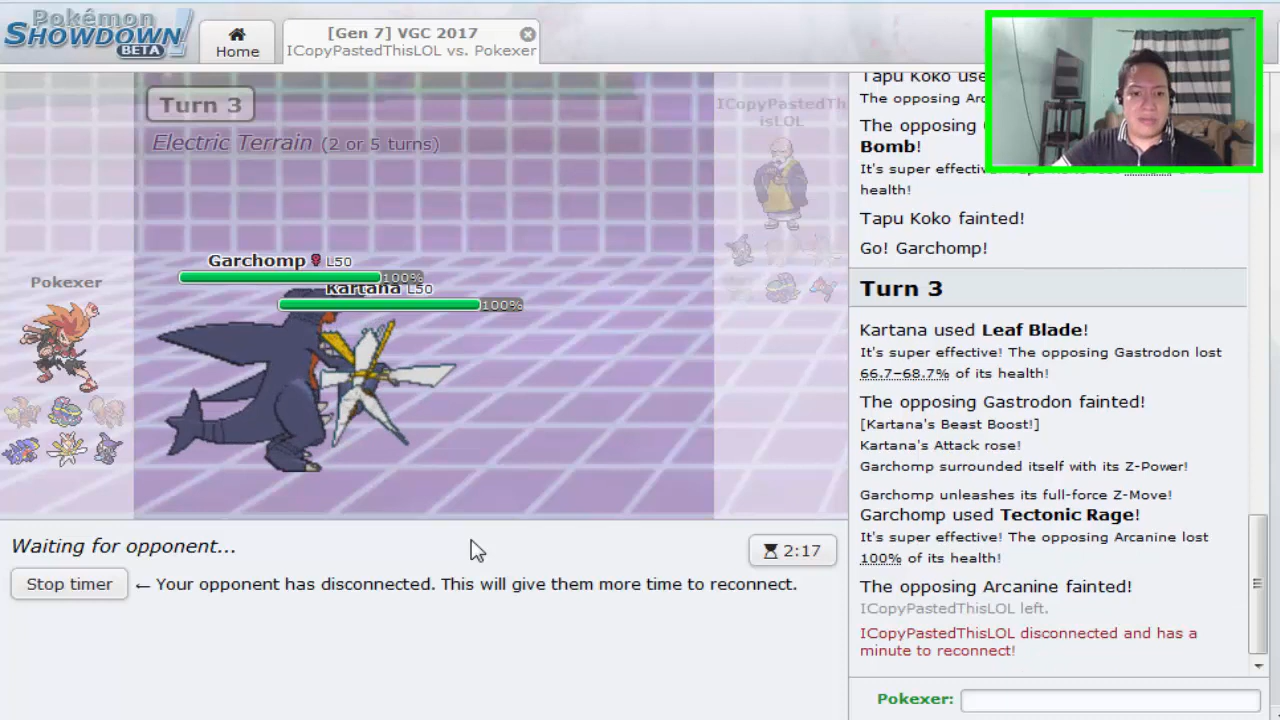 Pokémon
SHOWDOWN
BETA
Home
[Gen 7] VGC 2017
ICopyPastedThisLOL vs. Pokexer
Turn 3
Electric Terrain (2 or 5 turns)
ICopyPastedTh
isLOL
Garchomp L50
100%
Kartana L50
100%
Pokexer
Waiting for opponent...
2:17
Stop timer
← Your opponent has disconnected. This will give them more time to reconnect.
Tapu Koko use
The opposing Arc
The opposing
Bomb!
It's super effective
health!
Tapu Koko fainted!
Go! Garchomp!
Turn 3
Kartana used Leaf Blade!
It's super effective! The opposing Gastrodon lost
66.7–68.7% of its health!
The opposing Gastrodon fainted!
[Kartana's Beast Boost!]
Kartana's Attack rose!
Garchomp surrounded itself with its Z-Power!
Garchomp unleashes its full-force Z-Move!
Garchomp used Tectonic Rage!
It's super effective! The opposing Arcanine lost
100% of its health!
The opposing Arcanine fainted!
ICopyPastedThisLOL left.
ICopyPastedThisLOL disconnected and has a
minute to reconnect!
Pokexer: